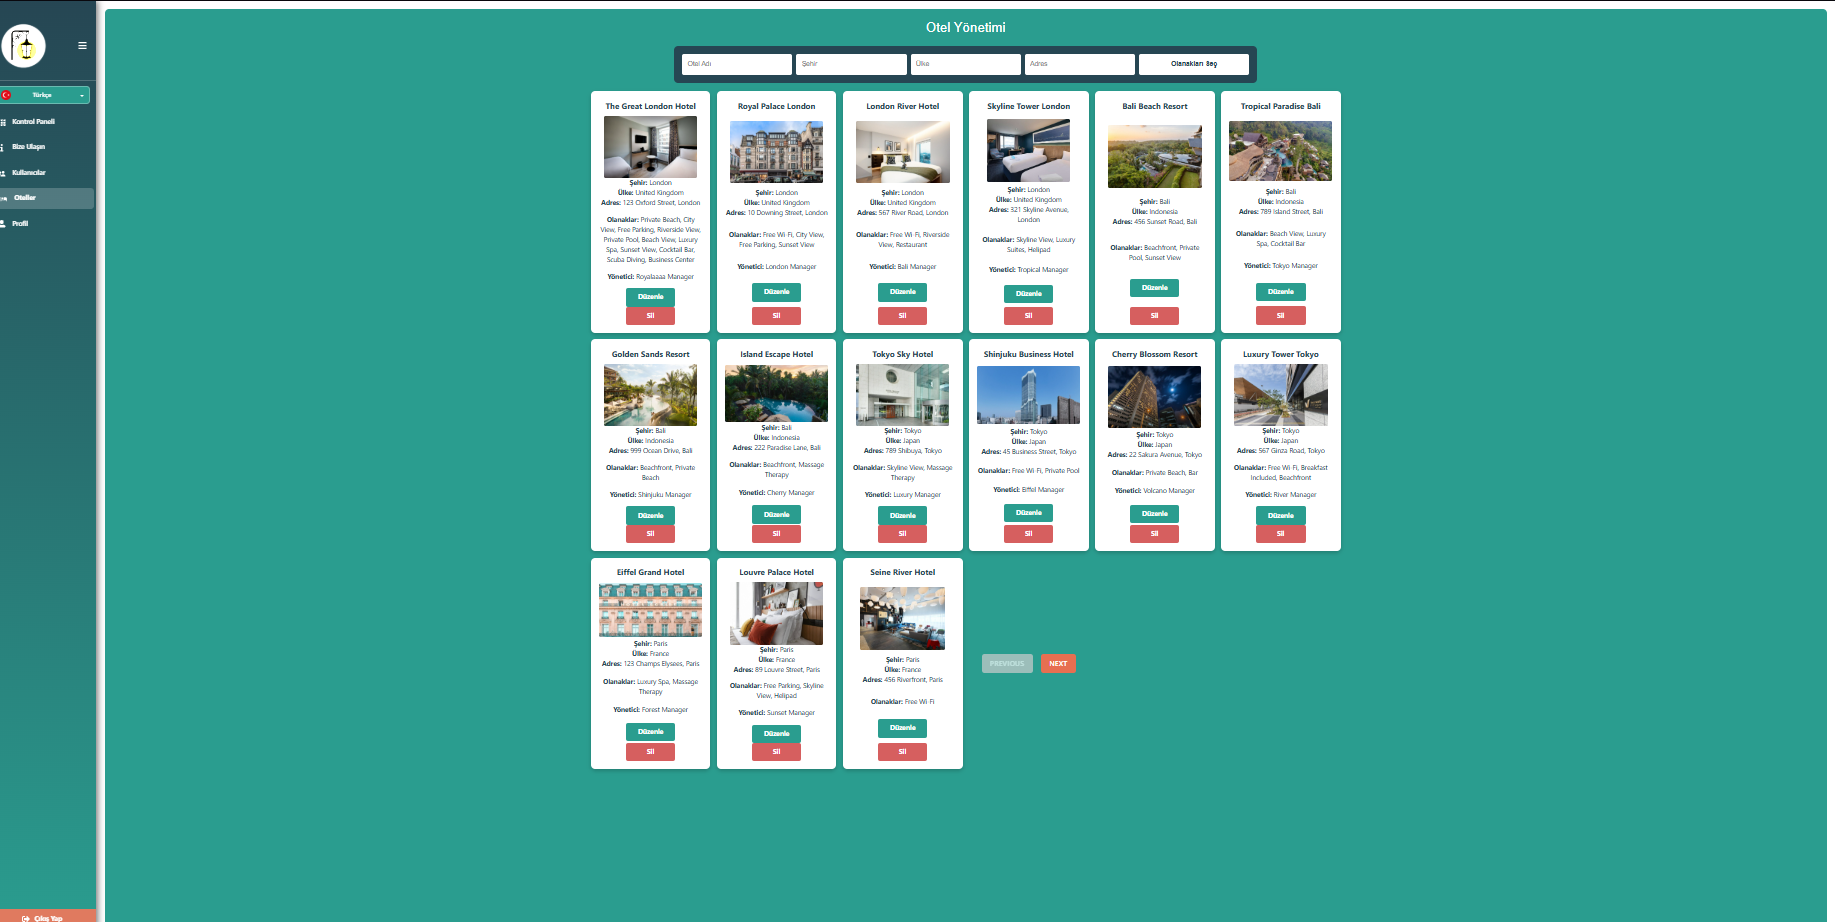 Otel Yönetimi
Otel Adı
Şehir
Ülke
Adres
Olanakları Seç
Türkçe
Kontrol Paneli
Bize Ulaşın
Kullanıcılar
Oteller
Profil
Çıkış Yap
The Great London Hotel
Şehir: London
Ülke: United Kingdom
Adres: 123 Oxford Street, London
Olanaklar: Private Beach, City
View, Free Parking, Riverside View,
Private Pool, Beach View, Luxury
Spa, Sunset View, Cocktail Bar,
Scuba Diving, Business Center
Yönetici: Royalaaaa Manager
Düzenle
Sil
Royal Palace London
Şehir: London
Ülke: United Kingdom
Adres: 10 Downing Street, London
Olanaklar: Free Wi-Fi, City View,
Free Parking, Sunset View
Yönetici: London Manager
Düzenle
Sil
London River Hotel
Şehir: London
Ülke: United Kingdom
Adres: 567 River Road, London
Olanaklar: Free Wi-Fi, Riverside
View, Restaurant
Yönetici: Bali Manager
Düzenle
Sil
Skyline Tower London
Şehir: London
Ülke: United Kingdom
Adres: 321 Skyline Avenue,
London
Olanaklar: Skyline View, Luxury
Suites, Helipad
Yönetici: Tropical Manager
Düzenle
Sil
Bali Beach Resort
Şehir: Bali
Ülke: Indonesia
Adres: 456 Sunset Road, Bali
Olanaklar: Beachfront, Private
Pool, Sunset View
Düzenle
Sil
Tropical Paradise Bali
Şehir: Bali
Ülke: Indonesia
Adres: 789 Island Street, Bali
Olanaklar: Beach View, Luxury
Spa, Cocktail Bar
Yönetici: Tokyo Manager
Düzenle
Sil
Golden Sands Resort
Şehir: Bali
Ülke: Indonesia
Adres: 999 Ocean Drive, Bali
Olanaklar: Beachfront, Private
Beach
Yönetici: Shinjuku Manager
Düzenle
Sil
Island Escape Hotel
Şehir: Bali
Ülke: Indonesia
Adres: 222 Paradise Lane, Bali
Olanaklar: Beachfront, Massage
Therapy
Yönetici: Cherry Manager
Düzenle
Sil
Tokyo Sky Hotel
Şehir: Tokyo
Ülke: Japan
Adres: 789 Shibuya, Tokyo
Olanaklar: Skyline View, Massage
Therapy
Yönetici: Luxury Manager
Düzenle
Sil
Shinjuku Business Hotel
Şehir: Tokyo
Ülke: Japan
Adres: 45 Business Street, Tokyo
Olanaklar: Free Wi-Fi, Private Pool
Yönetici: Eiffel Manager
Düzenle
Sil
Cherry Blossom Resort
Şehir: Tokyo
Ülke: Japan
Adres: 22 Sakura Avenue, Tokyo
Olanaklar: Private Beach, Bar
Yönetici: Volcano Manager
Düzenle
Sil
Luxury Tower Tokyo
Şehir: Tokyo
Ülke: Japan
Adres: 567 Ginza Road, Tokyo
Olanaklar: Free Wi-Fi, Breakfast
Included, Beachfront
Yönetici: River Manager
Düzenle
Sil
Eiffel Grand Hotel
Şehir: Paris
Ülke: France
Adres: 123 Champs Elysees, Paris
Olanaklar: Luxury Spa, Massage
Therapy
Yönetici: Forest Manager
Düzenle
Sil
Louvre Palace Hotel
Şehir: Paris
Ülke: France
Adres: 89 Louvre Street, Paris
Olanaklar: Free Parking, Skyline
View, Helipad
Yönetici: Sunset Manager
Düzenle
Sil
Seine River Hotel
Şehir: Paris
Ülke: France
Adres: 456 Riverfront, Paris
Olanaklar: Free Wi-Fi
Düzenle
Sil
PREVIOUS
NEXT